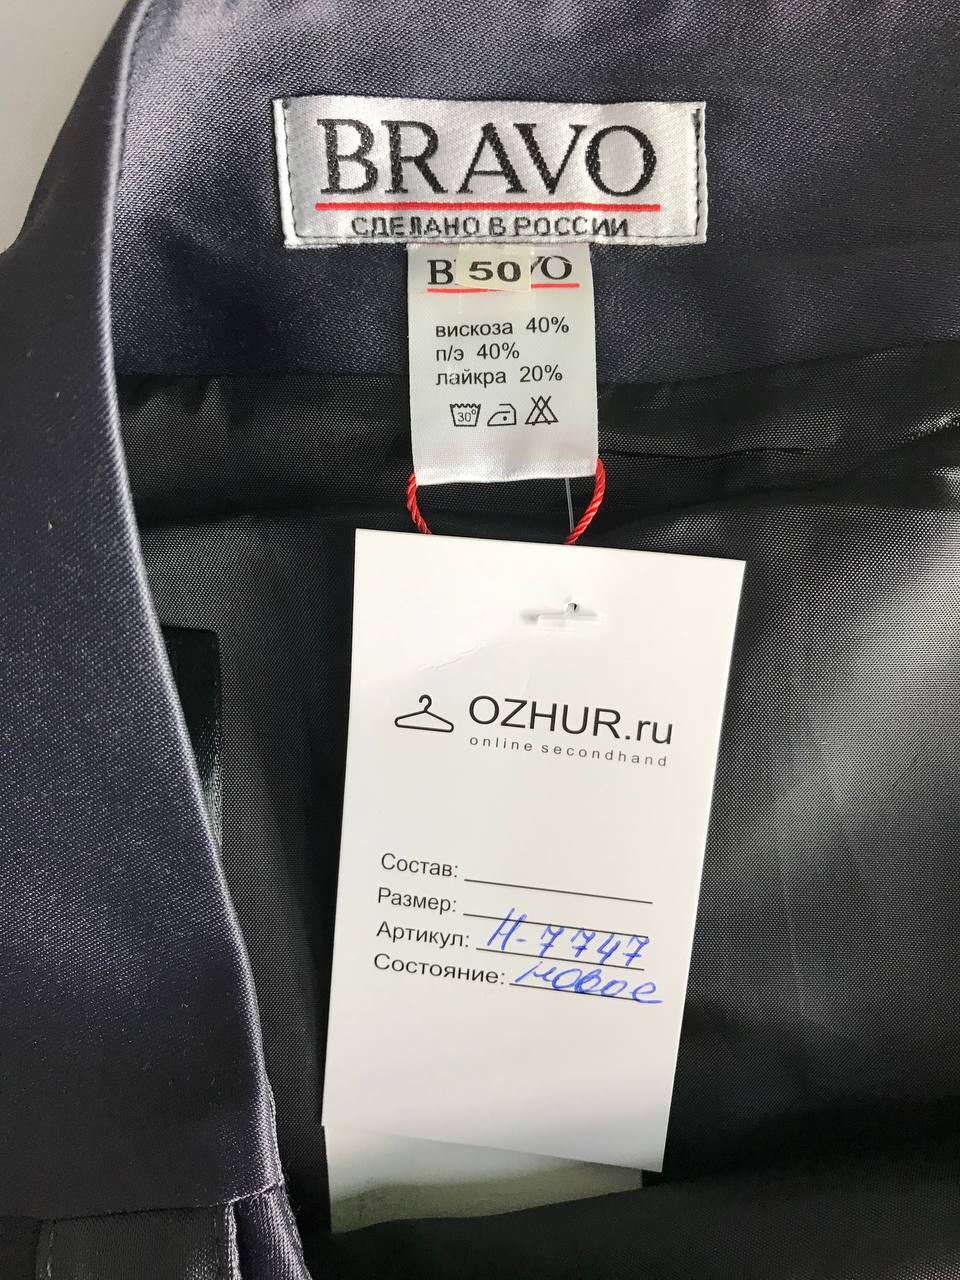 BRAVO
СДЕЛАНО В РОССИИ
50
вискоза 40%
п/э 40%
лайкра 20%
30°
OZHUR.ru
online secondhand
Состав:
Размер:
Артикул: Н-7747
Состояние: новое